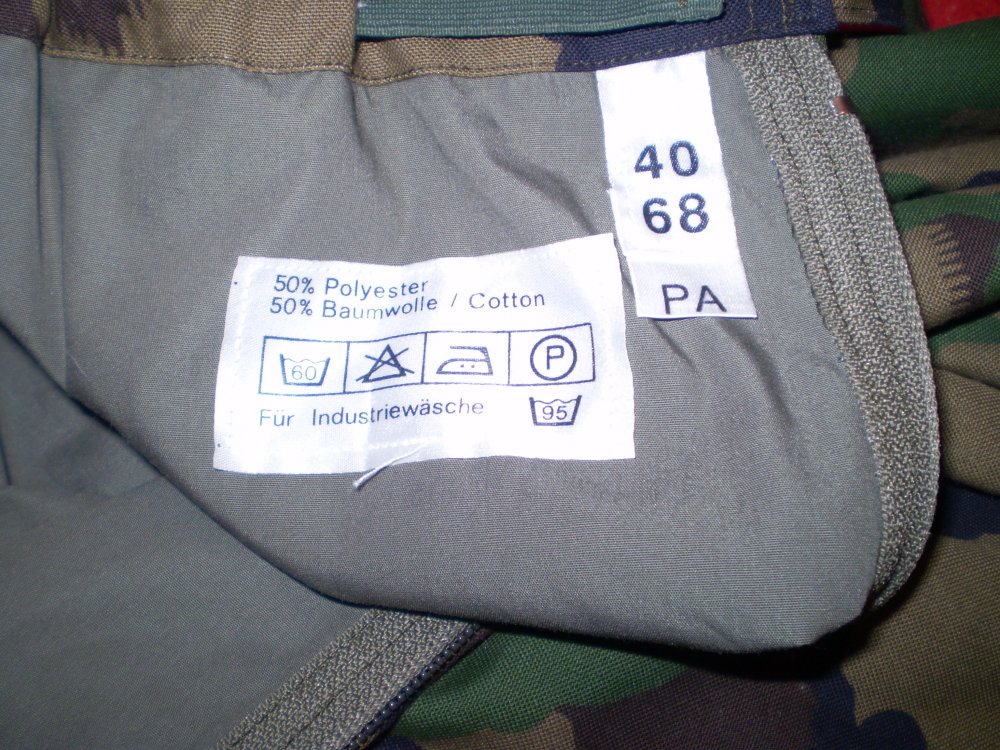 40
68
PA
50% Polyester
50% Baumwolle / Cotton
60 P
Für Industriewäsche 95